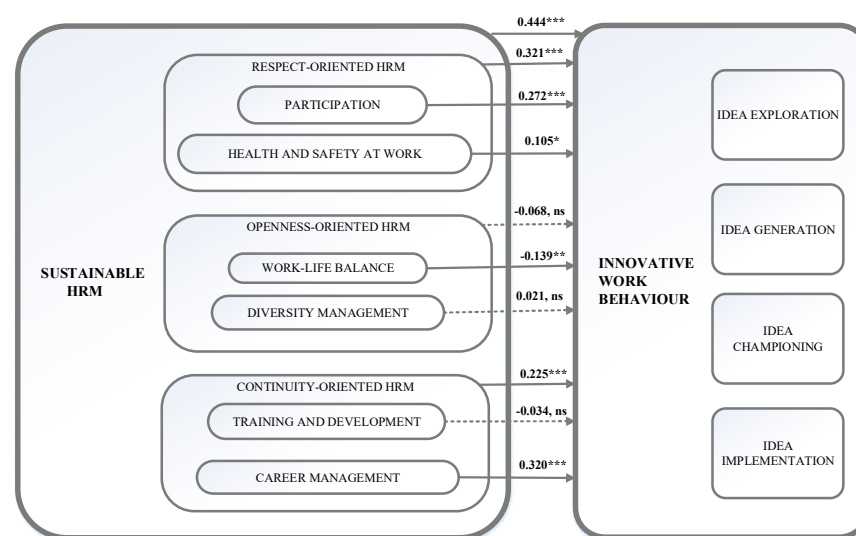 0.444***
0.321***
RESPECT-ORIENTED HRM
0.272***
PARTICIPATION
IDEA EXPLORATION
0.105*
HEALTH AND SAFETY AT WORK
-0.068, ns
OPENNESS-ORIENTED HRM
IDEA GENERATION
-0.139**
WORK-LIFE BALANCE
SUSTAINABLE
HRM
INNOVATIVE
WORK
BEHAVIOUR
0.021, ns
DIVERSITY MANAGEMENT
IDEA
CHAMPIONING
0.225***
CONTINUITY-ORIENTED HRM
-0.034, ns
TRAINING AND DEVELOPMENT
IDEA
IMPLEMENTATION
0.320***
CAREER MANAGEMENT